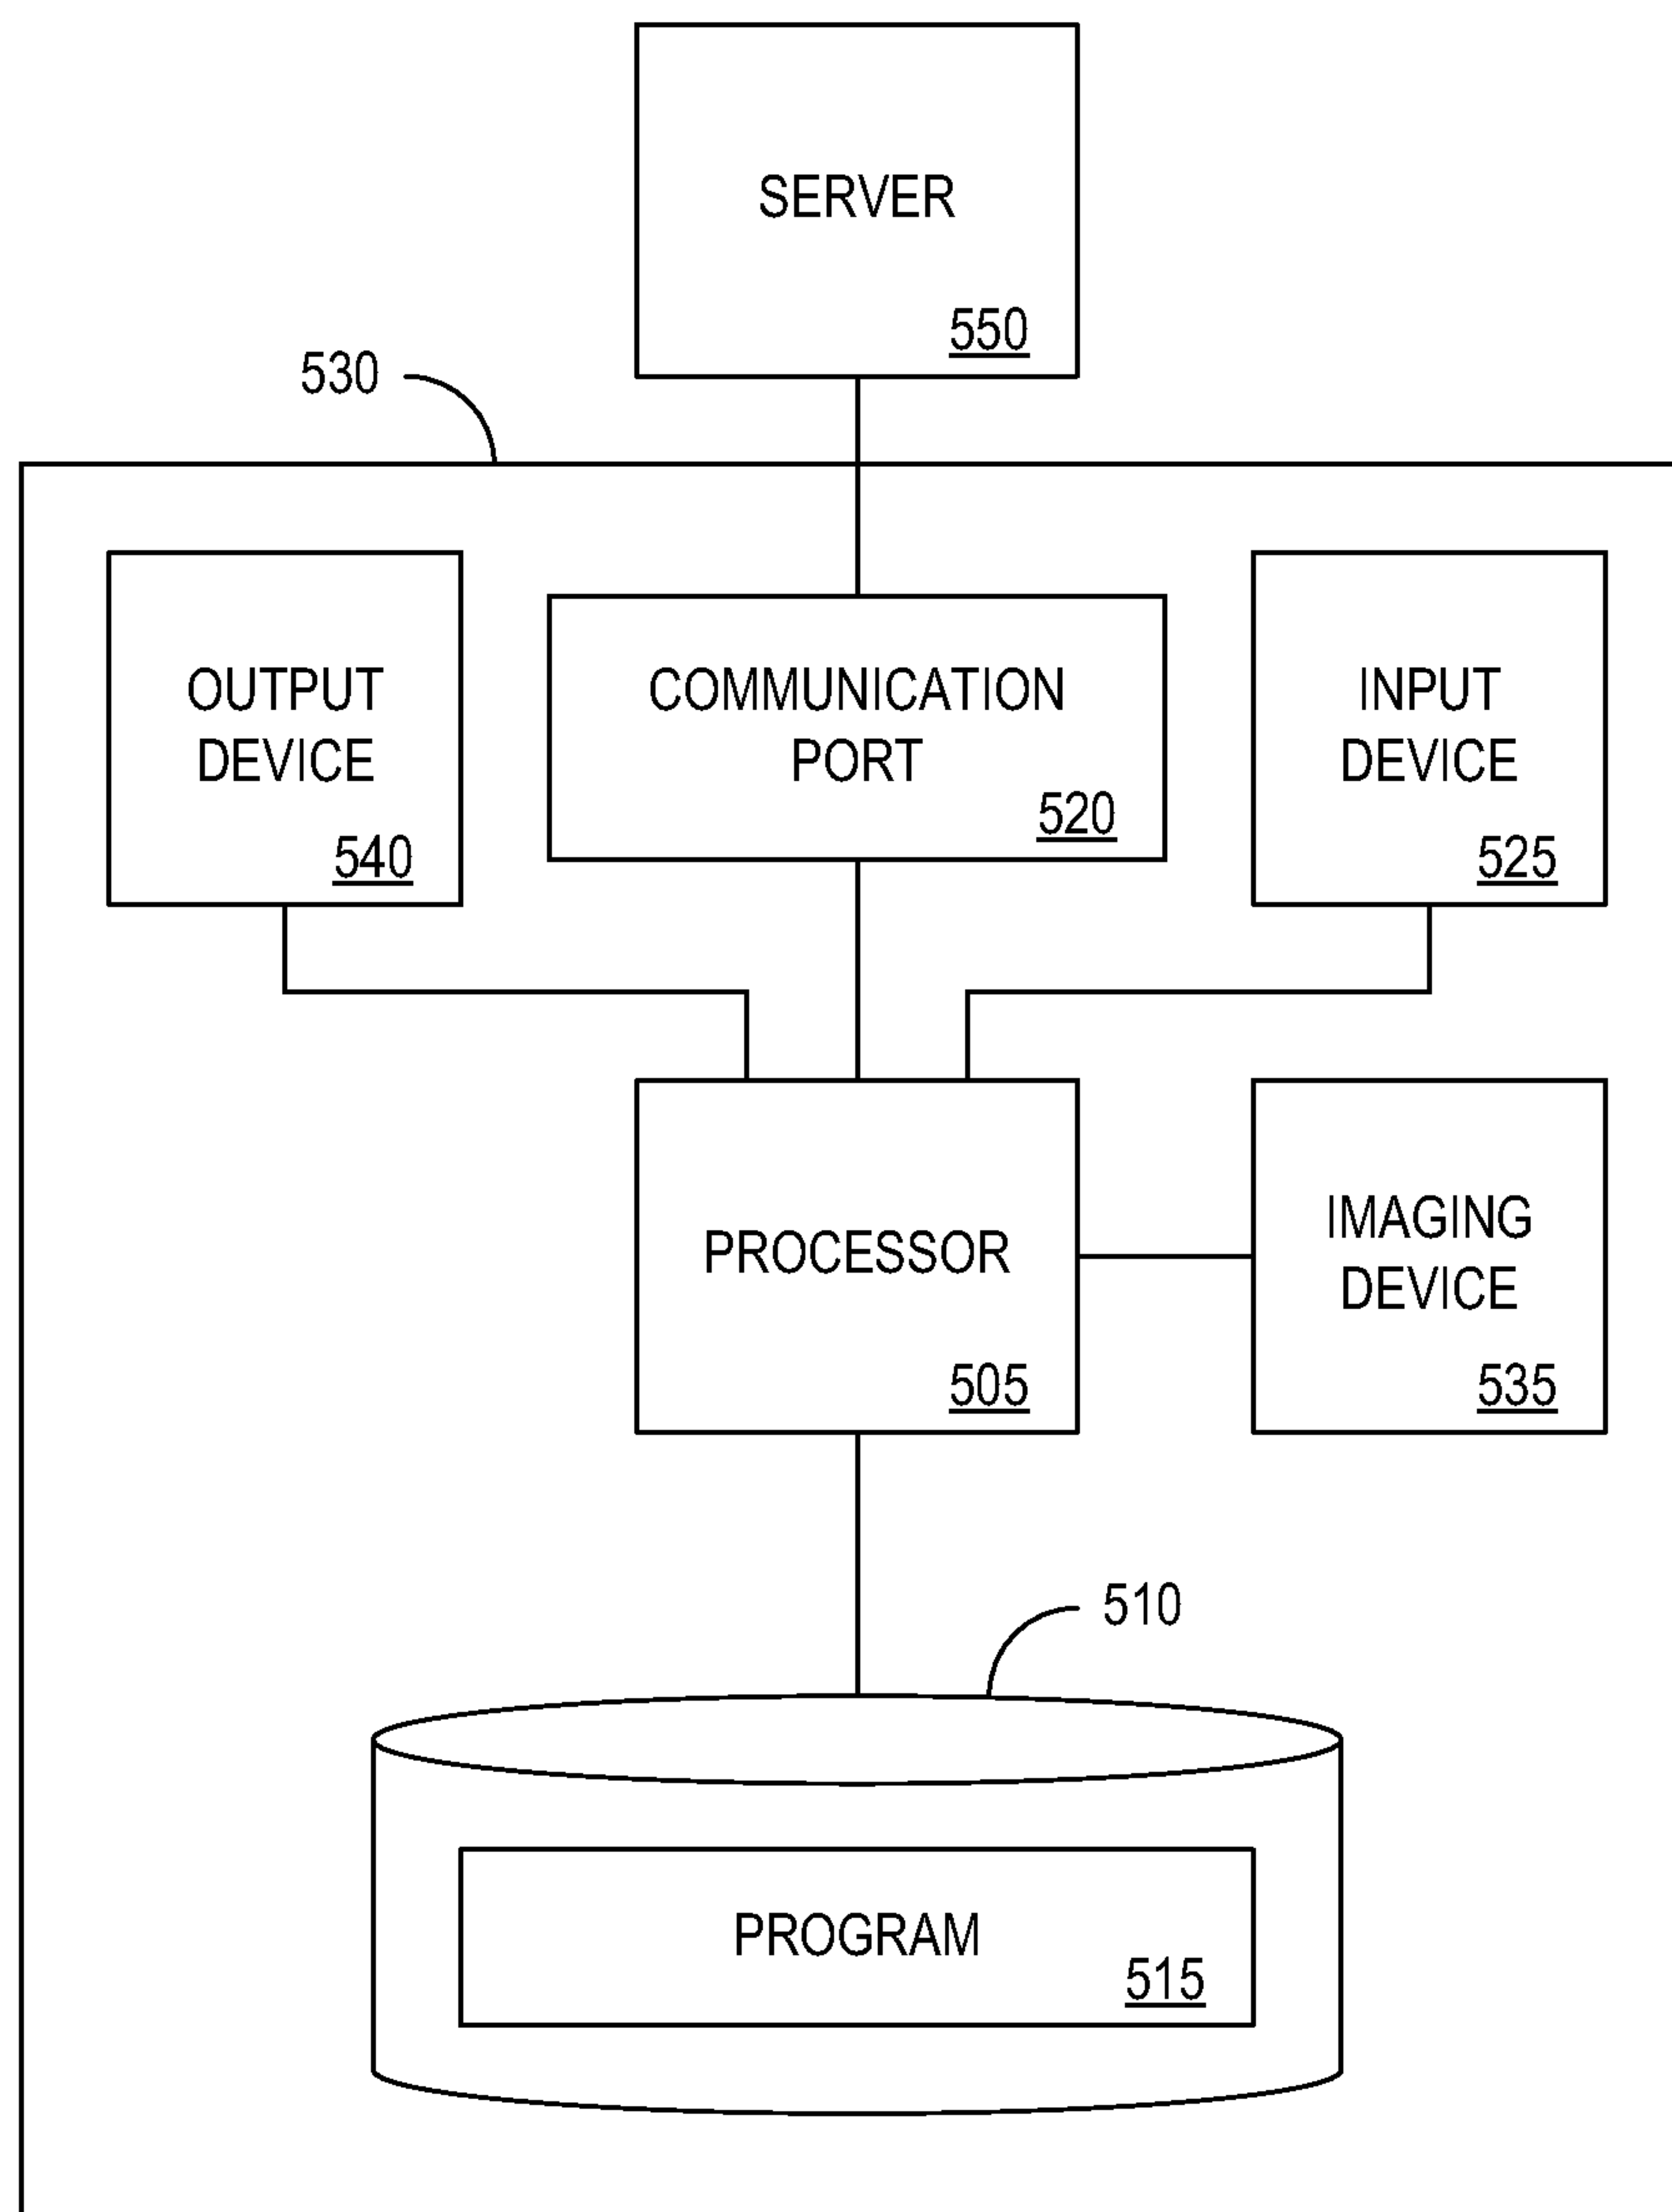 SERVER
550
530
OUTPUT
DEVICE
540
COMMUNICATION
PORT
520
INPUT
DEVICE
525
PROCESSOR
505
IMAGING
DEVICE
535
510
PROGRAM
515